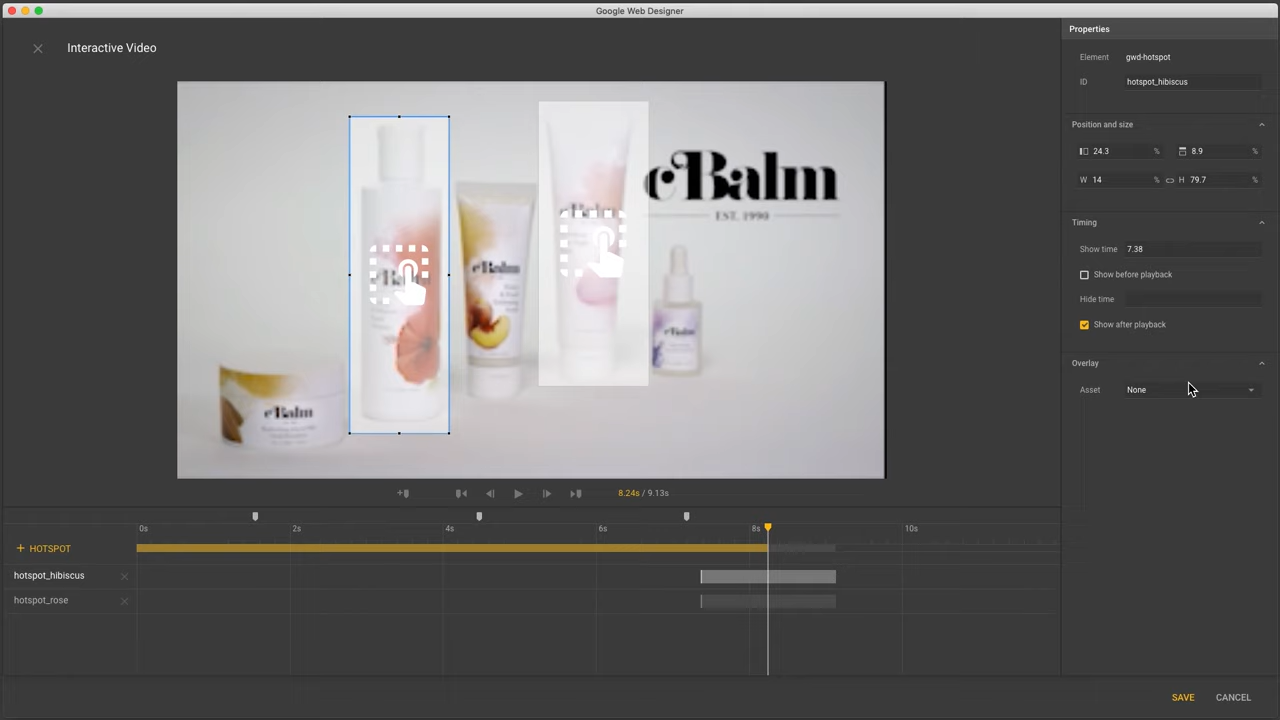 Google Web Designer
Interactive Video
Properties
Element gwd-hotspot
ID hotspot_hibiscus
Position and size
24.3 % 8.9 %
W 14 % H 79.7 %
Timing
Show time 7.38
Show before playback
Hide time
Show after playback
Overlay
Asset None
cBalm
EST. 1990
cBalm
cBalm
cBalm
8.24s / 9.13s
0s 2s 4s 6s 8s 10s
+ HOTSPOT
hotspot_hibiscus
hotspot_rose
SAVE CANCEL